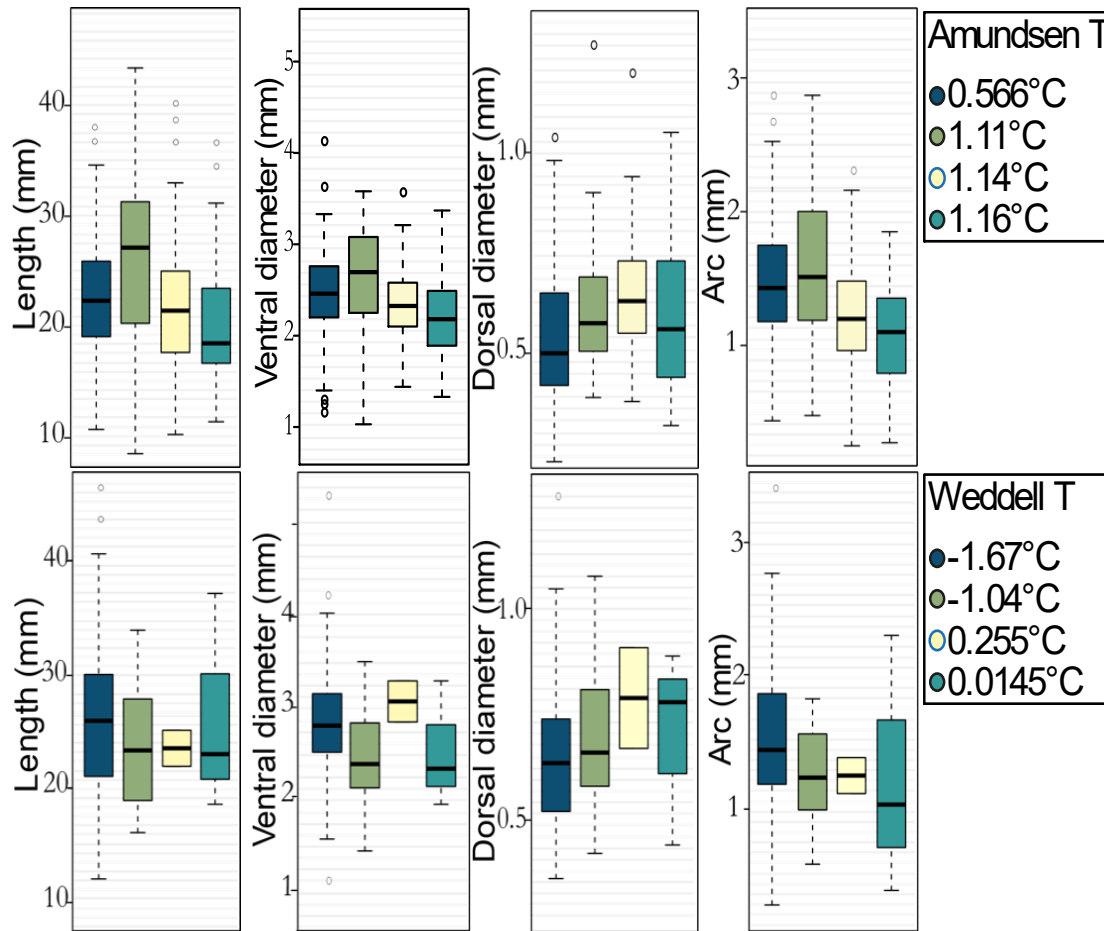 Length (mm)
40
30
20
10
Ventral diameter (mm)
5
4
3
2
1
Dorsal diameter (mm)
1.0
0.5
Arc (mm)
3
2
1
Amundsen T
0.566°C
1.11°C
1.14°C
1.16°C
Length (mm)
40
30
20
10
Ventral diameter (mm)
4
3
2
1
Dorsal diameter (mm)
1.0
0.5
Arc (mm)
3
2
1
Weddell T
-1.67°C
-1.04°C
0.255°C
0.0145°C